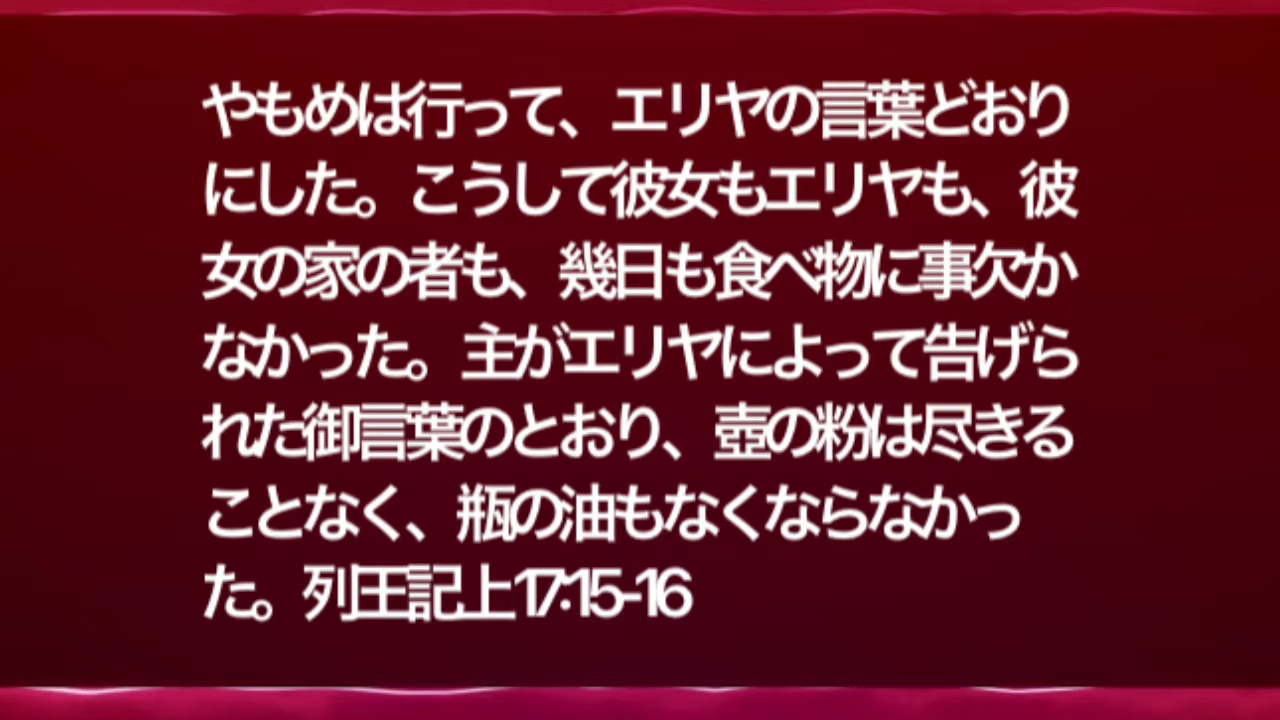 やもめは行って、エリヤの言葉どおり
にした。こうして彼女もエリヤも、彼
女の家の者も、幾日も食べ物に事欠か
なかった。主がエリヤによって告げら
れた御言葉のとおり、壺の粉は尽きる
ことなく、瓶の油もなくならなかっ
た。列王記上17:15-16